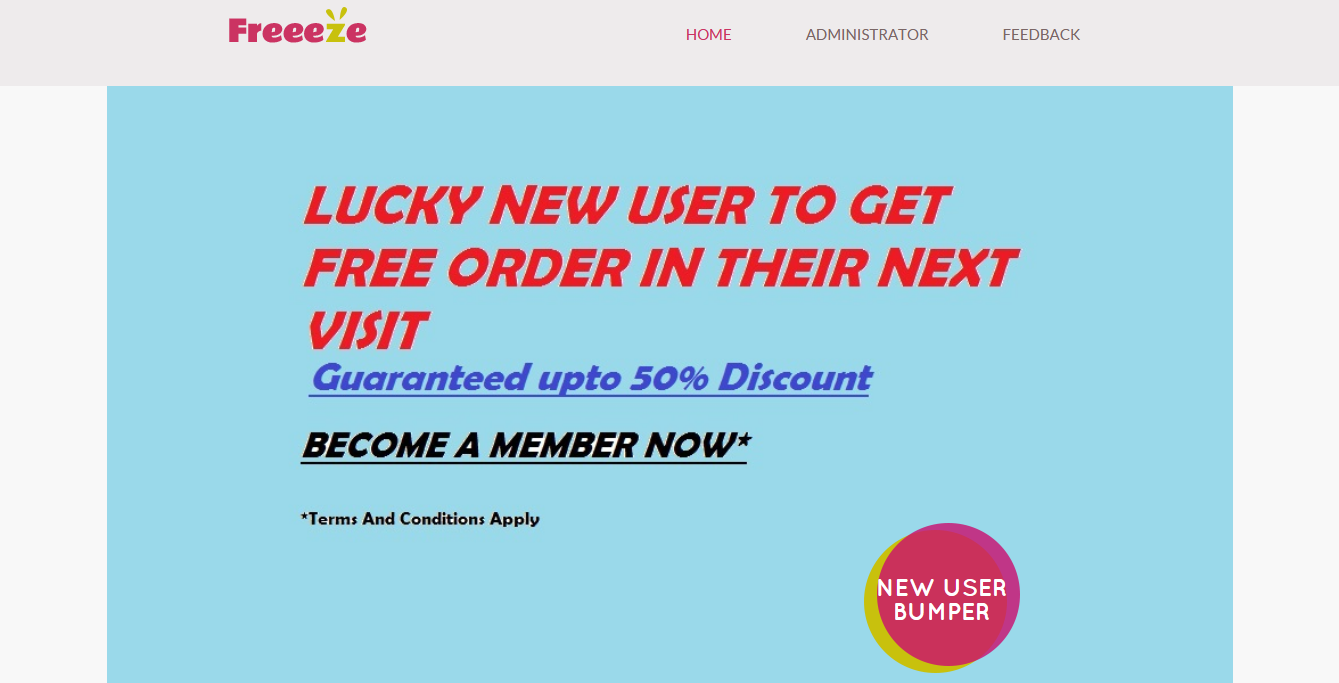 Freeeze
HOME ADMINISTRATOR FEEDBACK
LUCKY NEW USER TO GET
FREE ORDER IN THEIR NEXT
VISIT
Guaranteed upto 50% Discount
BECOME A MEMBER NOW*
*Terms And Conditions Apply
NEW USER
BUMPER